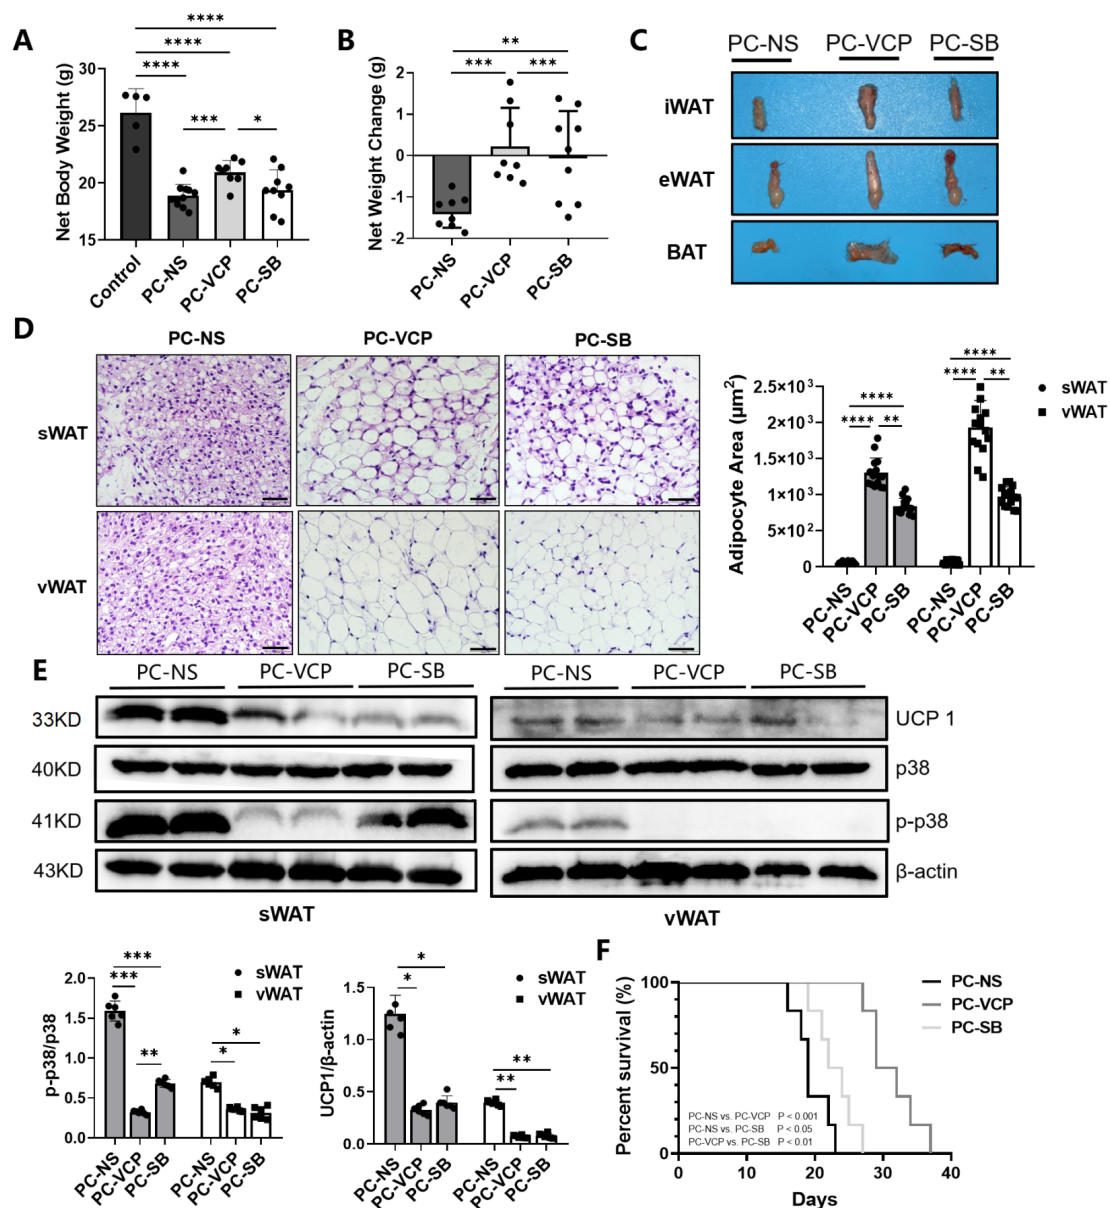 A
Net Body Weight (g)
30
25
20
15
****
****
****
***
*
Control
PC-NS
PC-VCP
PC-SB
B
Net Weight Change (g)
2
1
0
-1
-2
**
***
***
PC-NS
PC-VCP
PC-SB
C
PC-NS PC-VCP PC-SB
iWAT
eWAT
BAT
D
PC-NS PC-VCP PC-SB
sWAT
vWAT
Adipocyte Area (μm²)
2.5×10³
2×10³
1.5×10³
1×10³
5×10²
0
****
**** **
****
**** **
sWAT
vWAT
PC-NS
PC-VCP
PC-SB
PC-NS
PC-VCP
PC-SB
E
PC-NS PC-VCP PC-SB PC-NS PC-VCP PC-SB
33KD UCP 1
40KD p38
41KD p-p38
43KD β-actin
sWAT vWAT
p-p38/p38
2.0
1.5
1.0
0.5
0.0
***
***
**
*
*
sWAT
vWAT
PC-NS
PC-VCP
PC-SB
PC-NS
PC-VCP
PC-SB
UCP1/β-actin
1.5
1.0
0.5
0.0
*
*
**
**
sWAT
vWAT
PC-NS
PC-VCP
PC-SB
PC-NS
PC-VCP
PC-SB
F
Percent survival (%)
100
50
0
PC-NS
PC-VCP
PC-SB
PC-NS vs. PC-VCP P < 0.001
PC-NS vs. PC-SB P < 0.05
PC-VCP vs. PC-SB P < 0.01
0 10 20 30 40
Days